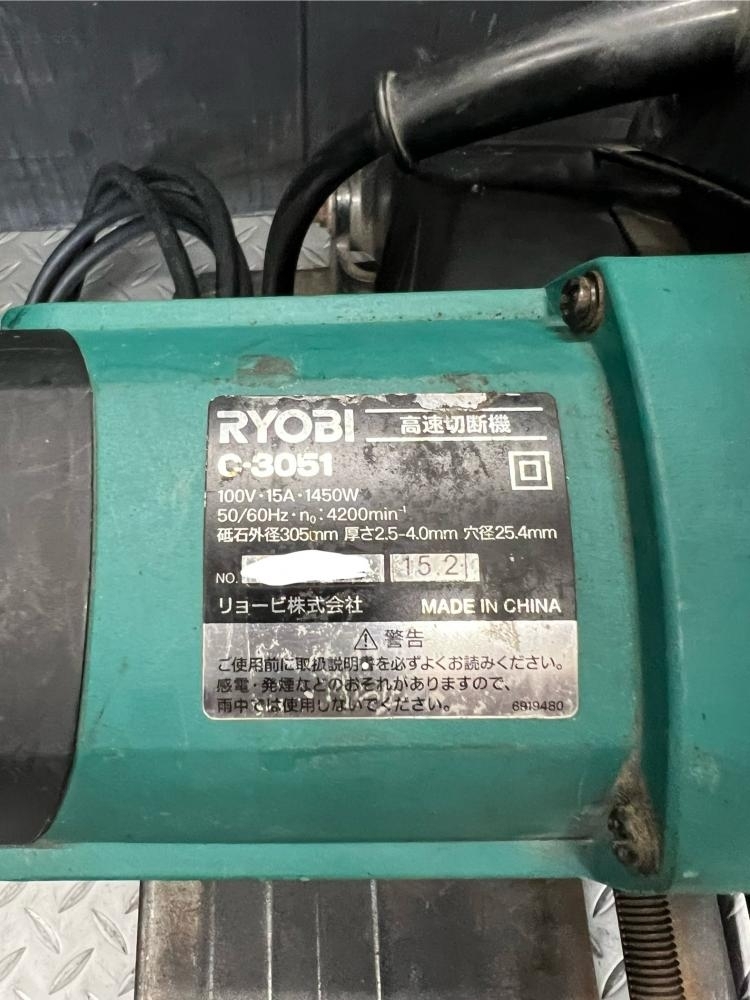 RYOBI 高速切断機
C-3051
100V・15A・1450W
50/60Hz・n₀:4200min⁻¹
砥石外径305mm 厚さ2.5-4.0mm 穴径25.4mm
NO. 15.2
リョービ株式会社 MADE IN CHINA
⚠警告
ご使用前に取扱説明書を必ずよくお読みください。
感電・発煙などのおそれがありますので、
雨中では使用しないでください。 6819480